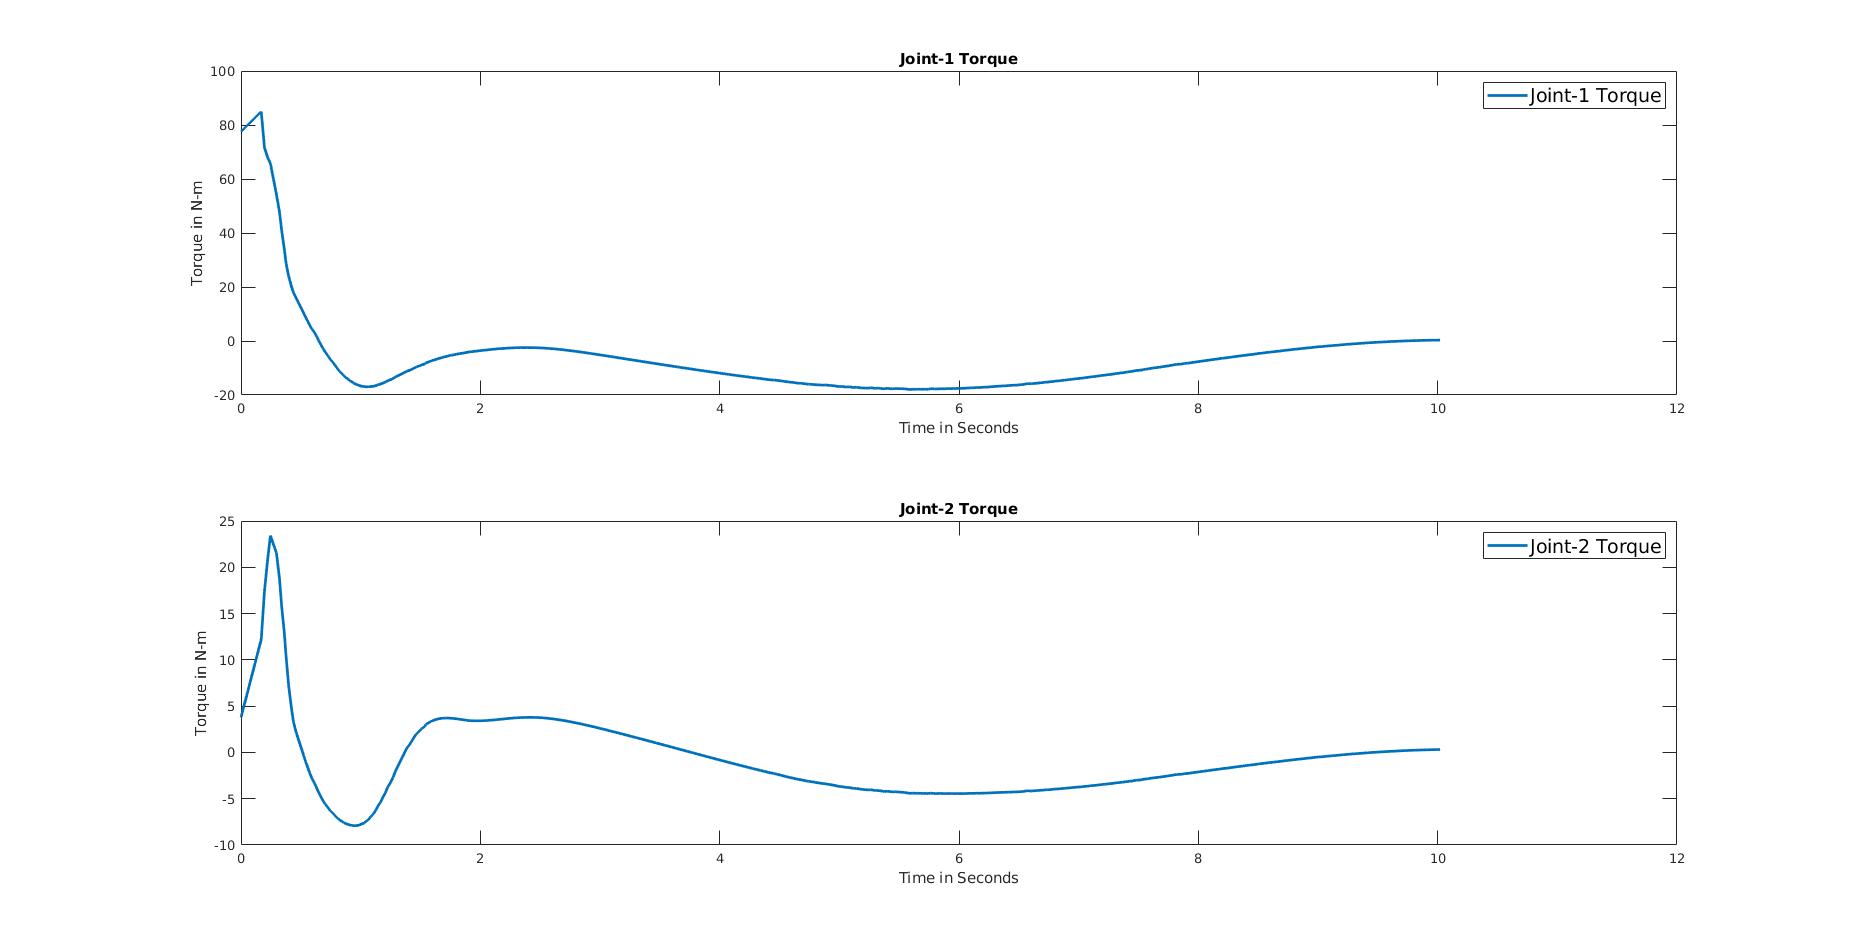 Joint-1 Torque
100
80
60
40
20
0
-20
Torque in N-m
Joint-1 Torque
0 2 4 6 8 10 12
Time in Seconds
Joint-2 Torque
25
20
15
10
5
0
-5
-10
Torque in N-m
Joint-2 Torque
0 2 4 6 8 10 12
Time in Seconds